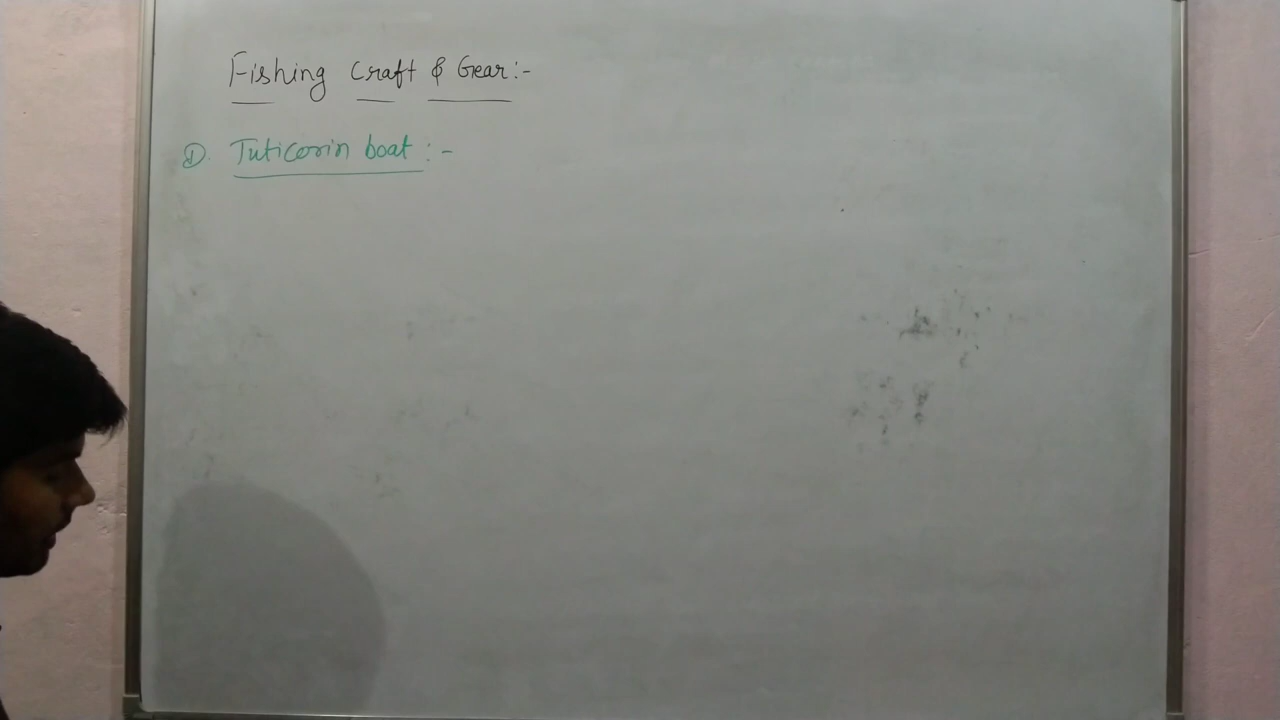 Fishing Craft & Gear:-
①. Tuticorin boat:-